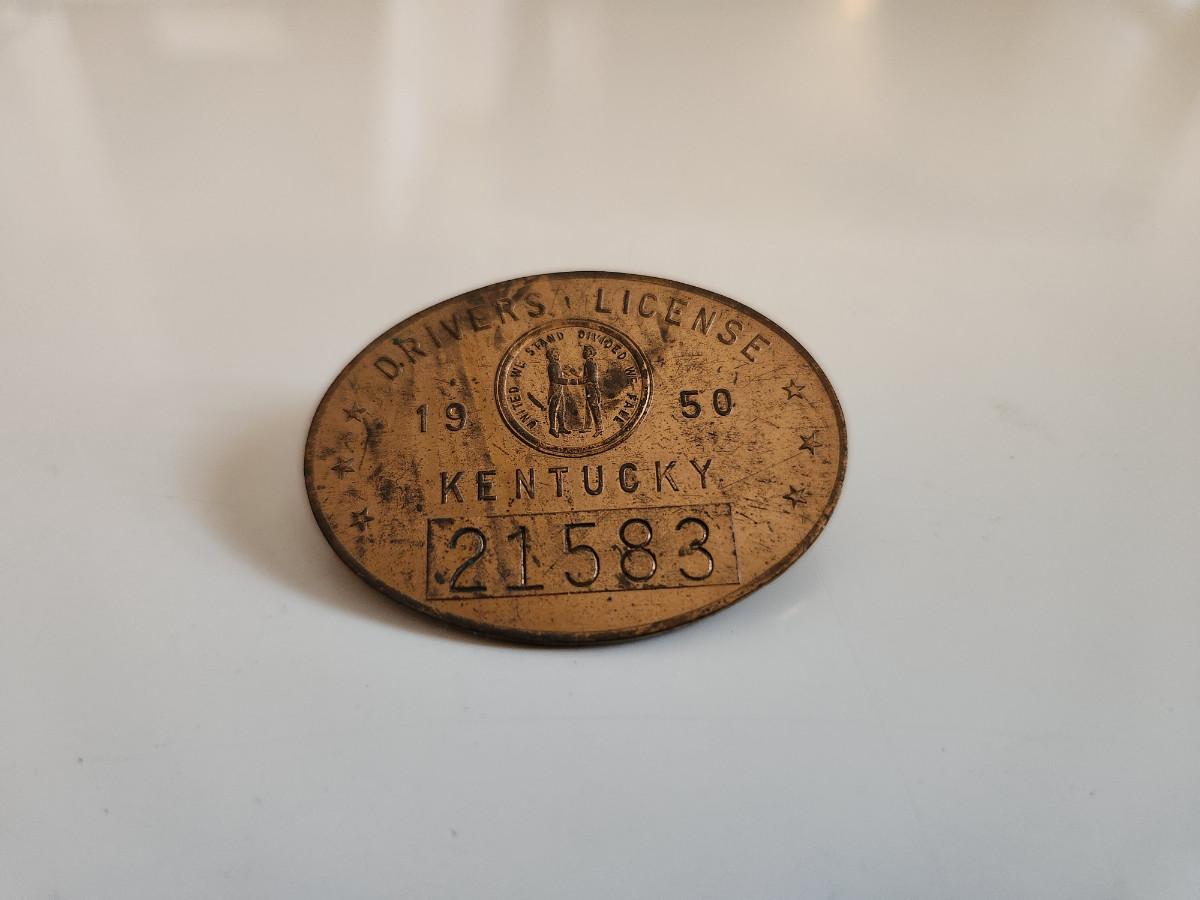 DRIVERS LICENSE
UNITED WE STAND DIVIDED WE FALL
19 50
KENTUCKY
21583